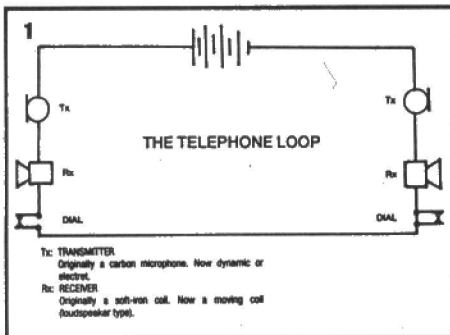 1
Tx Tx
THE TELEPHONE LOOP
Rx Rx
DIAL DIAL
Tx: TRANSMITTER
Originally a carbon microphone. Now dynamic or
electret.
Rx: RECEIVER
Originally a soft-iron coil. Now a moving coil
(loudspeaker type).